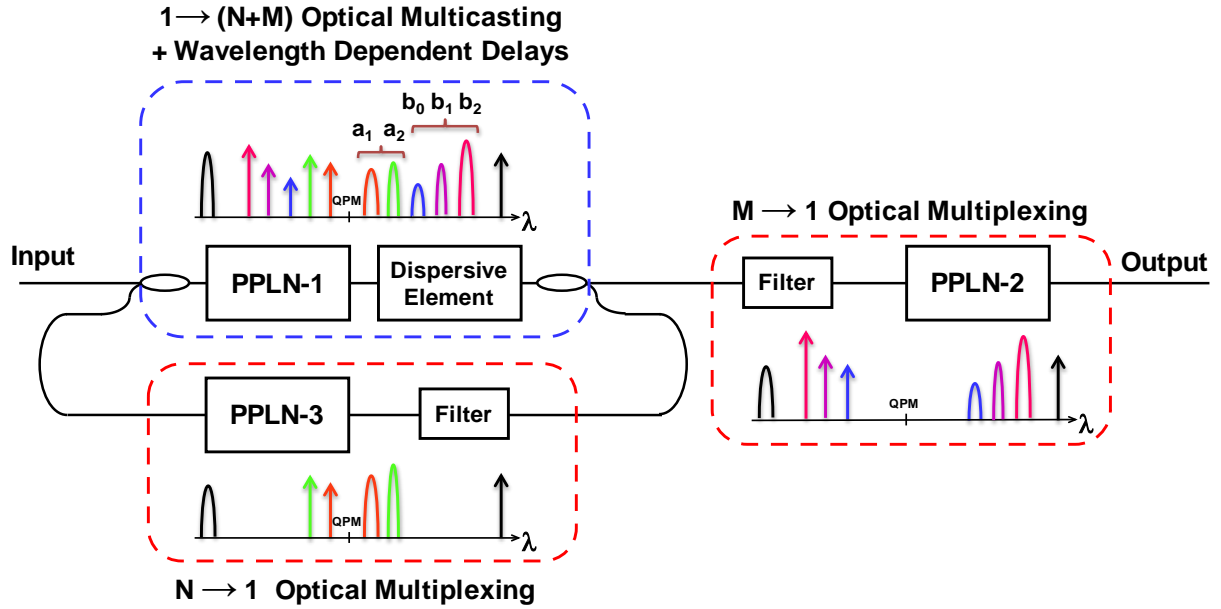 1→(N+M) Optical Multicasting
+ Wavelength Dependent Delays
b₀ b₁ b₂
a₁ a₂
QPM
λ
M → 1 Optical Multiplexing
Input
PPLN-1
Dispersive
Element
Filter
PPLN-2
Output
PPLN-3
Filter
QPM
λ
QPM
λ
N → 1 Optical Multiplexing